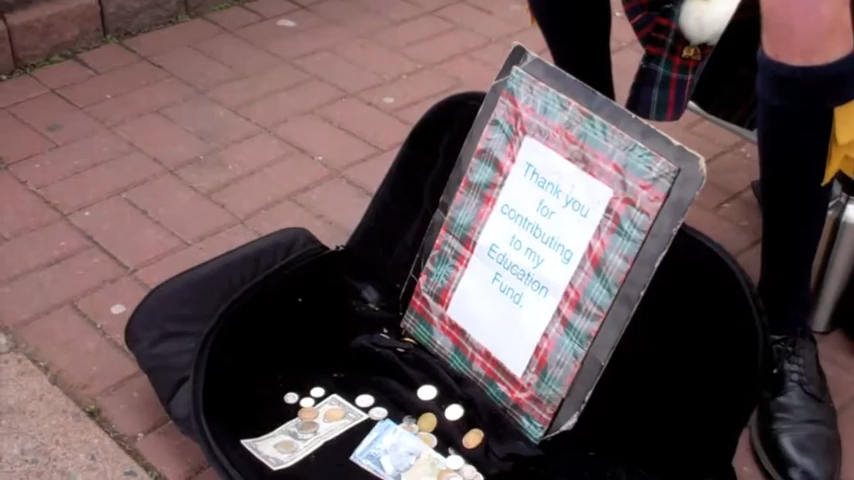 Thank you
for
contributing
to my
Education
Fund.